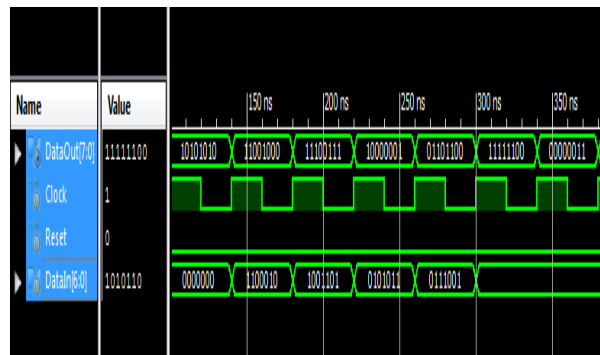 Name Value
150 ns 200 ns 250 ns 300 ns 350 ns
DataOut[7:0] 11111100 10101010 11001000 11100111 10000001 01101100 11111100 00000011
Clock 1
Reset 0
DataIn[6:0] 1010110 0000000 1100010 1001101 0101011 0111001